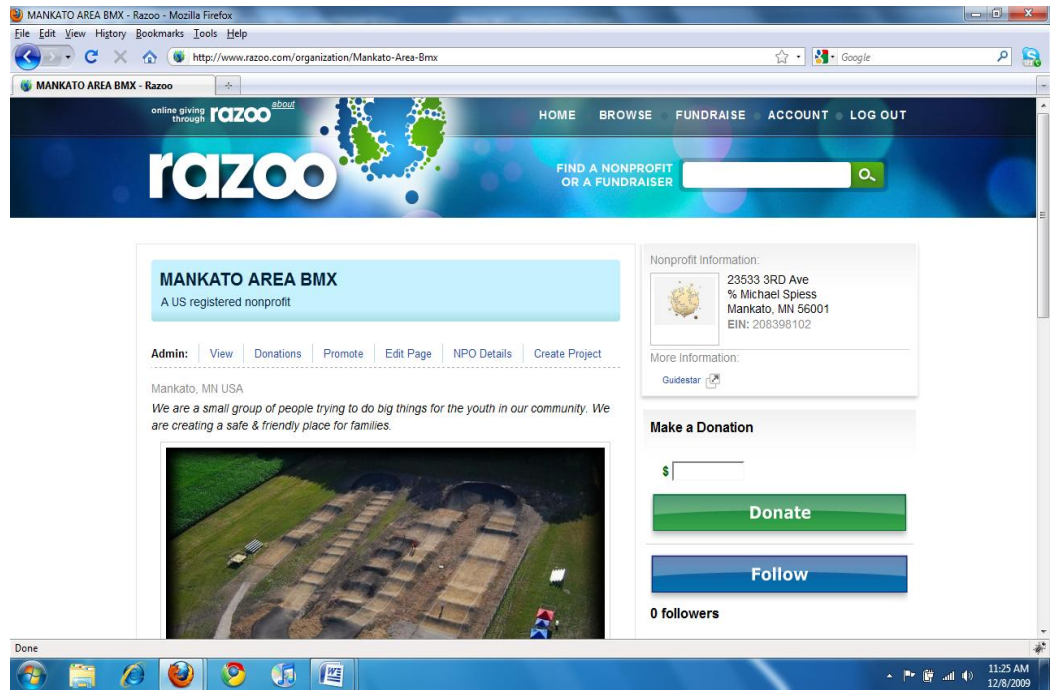 MANKATO AREA BMX - Razoo - Mozilla Firefox
File Edit View History Bookmarks Tools Help
http://www.razoo.com/organization/Mankato-Area-Bmx
Google
MANKATO AREA BMX - Razoo
online giving through razoo about
HOME BROWSE FUNDRAISE ACCOUNT LOG OUT
razoo
FIND A NONPROFIT
OR A FUNDRAISER
MANKATO AREA BMX
A US registered nonprofit
Admin: View Donations Promote Edit Page NPO Details Create Project
Mankato, MN USA
We are a small group of people trying to do big things for the youth in our community. We
are creating a safe & friendly place for families.
Nonprofit Information:
23533 3RD Ave
% Michael Spiess
Mankato, MN 56001
EIN: 208398102
More Information:
Guidestar
Make a Donation
$
Donate
Follow
0 followers
Done
11:25 AM
12/8/2009